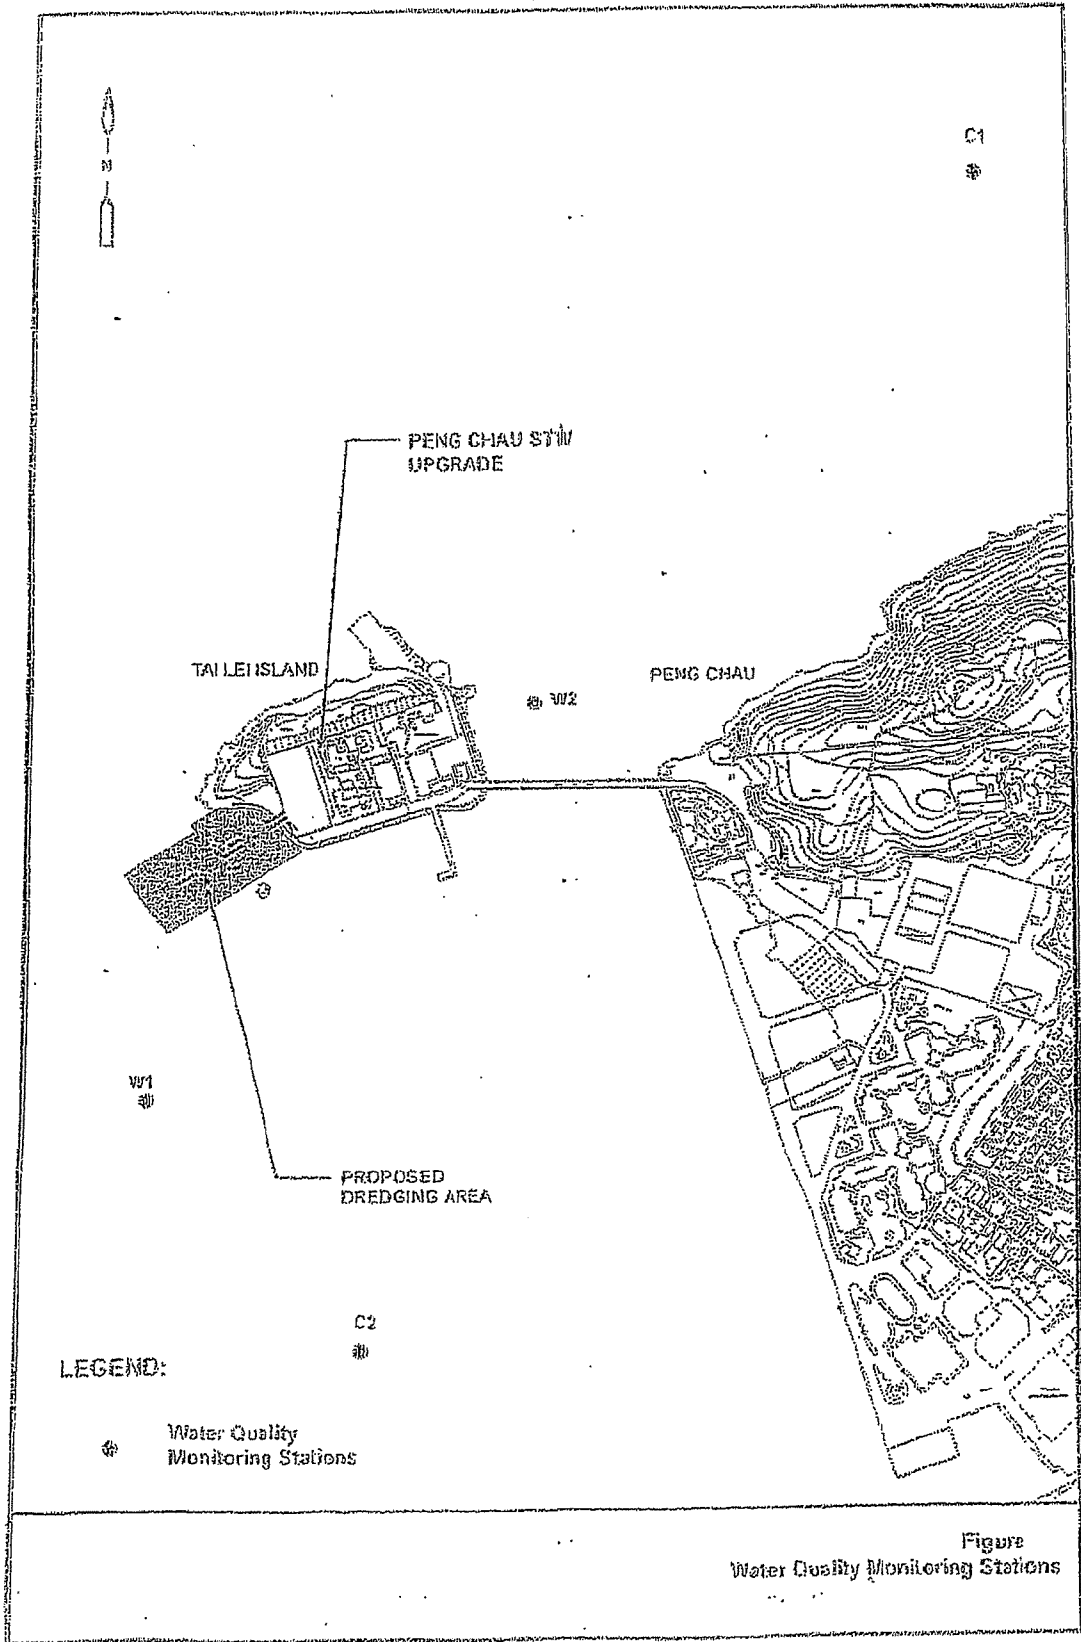 N
C1
PENG CHAU STW
UPGRADE
TAI LEI ISLAND
PENG CHAU
W2
W1
PROPOSED
DREDGING AREA
C2
LEGEND:
Water Quality
Monitoring Stations
Figure
Water Quality Monitoring Stations